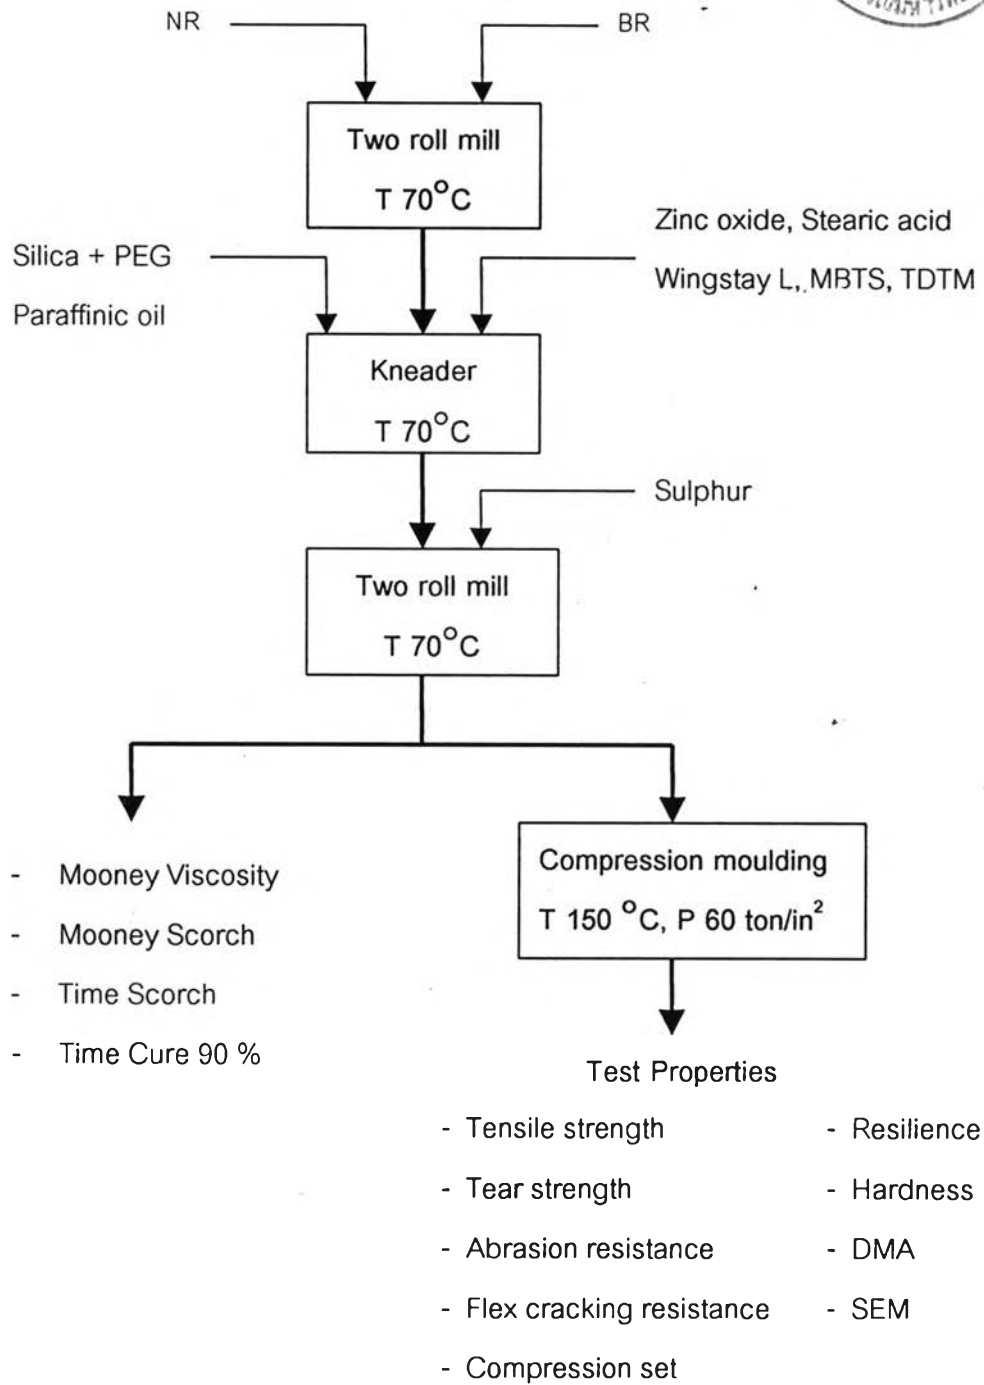 NR
BR
Two roll mill
T 70°C
Silica + PEG
Paraffinic oil
Zinc oxide, Stearic acid
Wingstay L, MBTS, TDTM
Kneader
T 70°C
Sulphur
Two roll mill
T 70°C
- Mooney Viscosity
- Mooney Scorch
- Time Scorch
- Time Cure 90 %
Compression moulding
T 150 °C, P 60 ton/in²
Test Properties
- Tensile strength
- Tear strength
- Abrasion resistance
- Flex cracking resistance
- Compression set
- Resilience
- Hardness
- DMA
- SEM